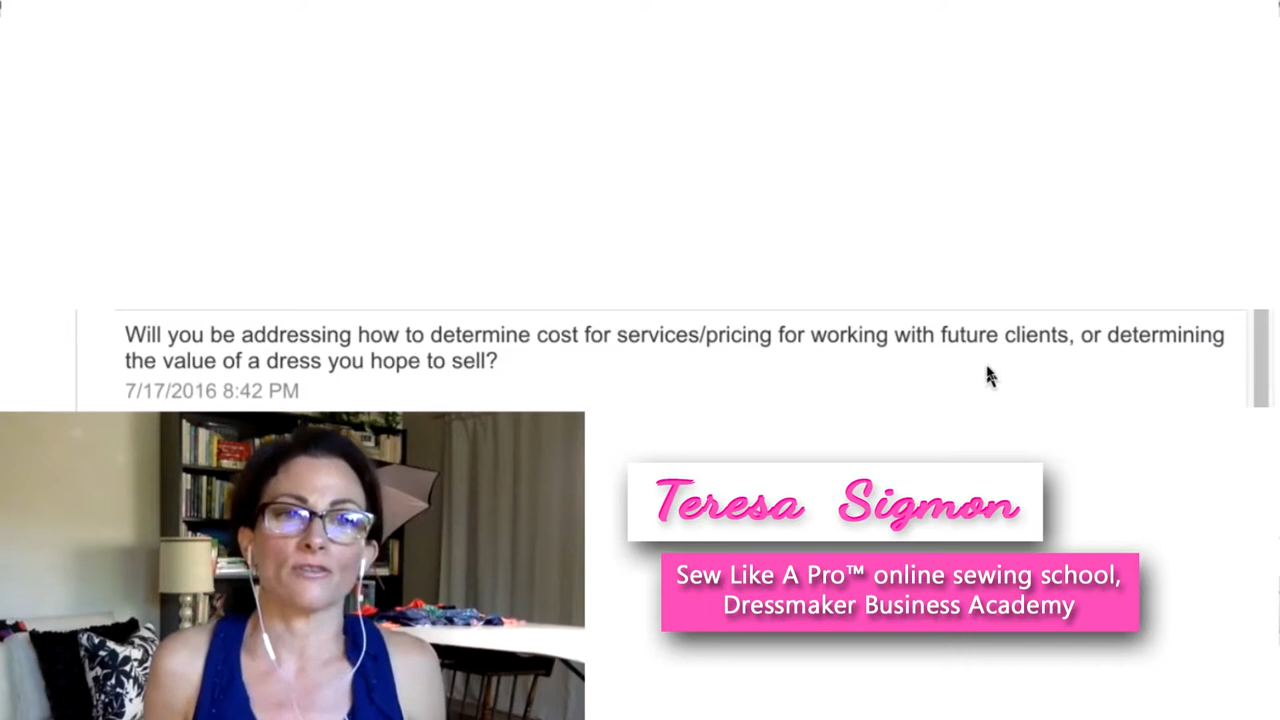 Will you be addressing how to determine cost for services/pricing for working with future clients, or determining
the value of a dress you hope to sell?
7/17/2016 8:42 PM
Teresa Sigmon
Sew Like A Pro™ online sewing school,
Dressmaker Business Academy